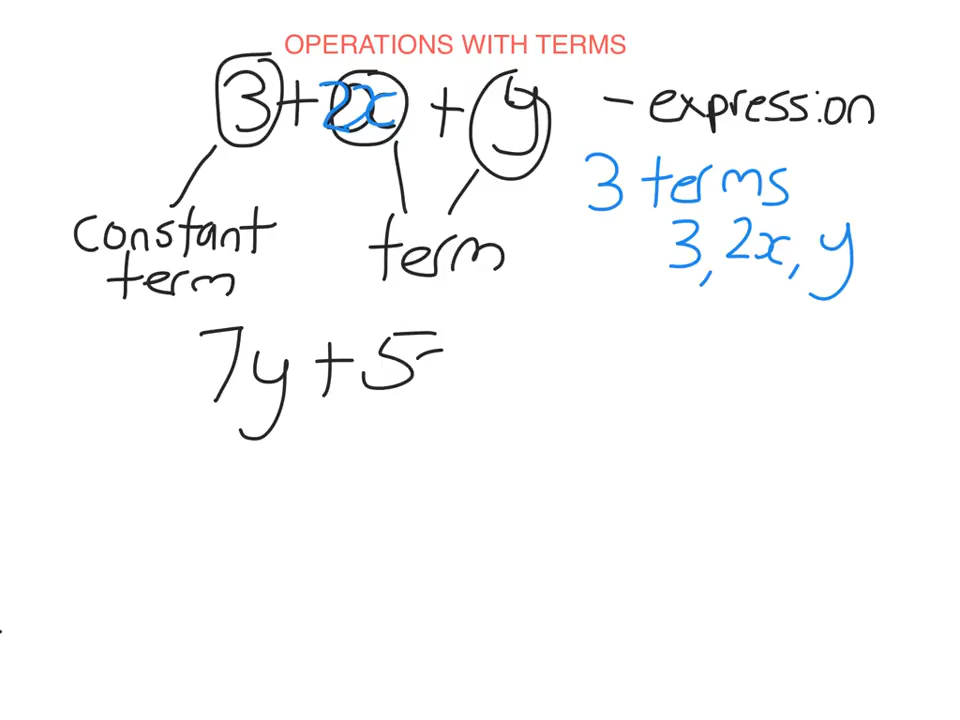 OPERATIONS WITH TERMS
3 + 2x + y - expression
3 terms
3, 2x, y
constant
term
term
7y + 5 -